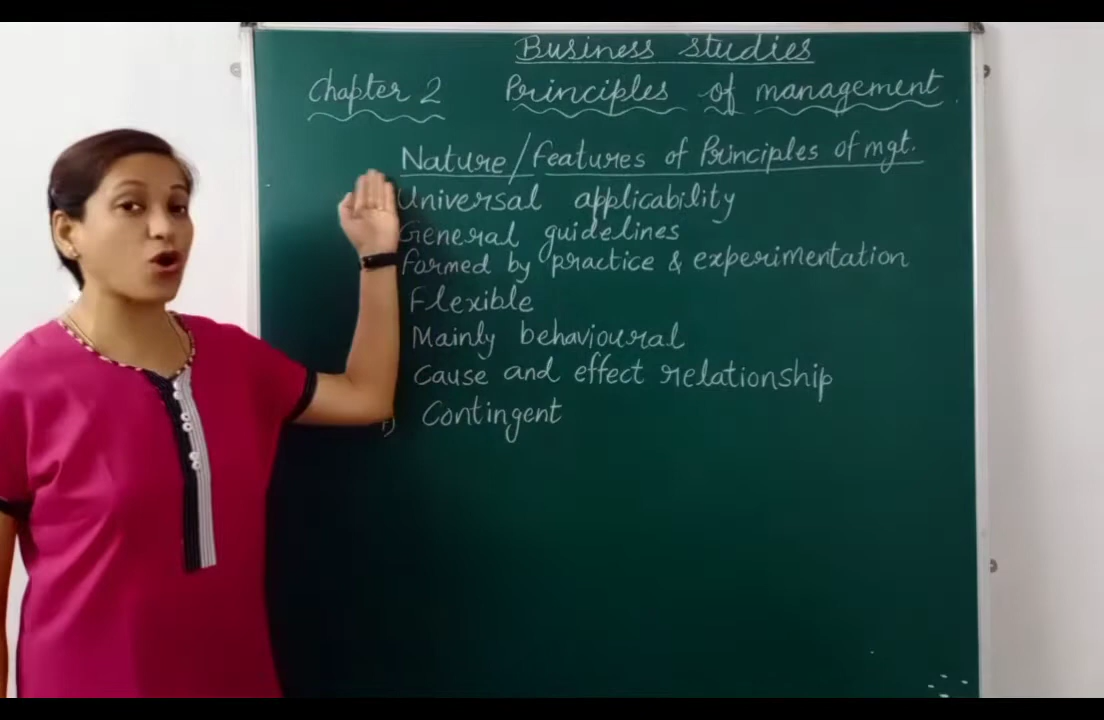 Business studies
Chapter 2 Principles of management
Nature/Features of Principles of mgt.
Universal applicability
General guidelines
Formed by practice & experimentation
Flexible
Mainly behavioural
Cause and effect relationship
Contingent